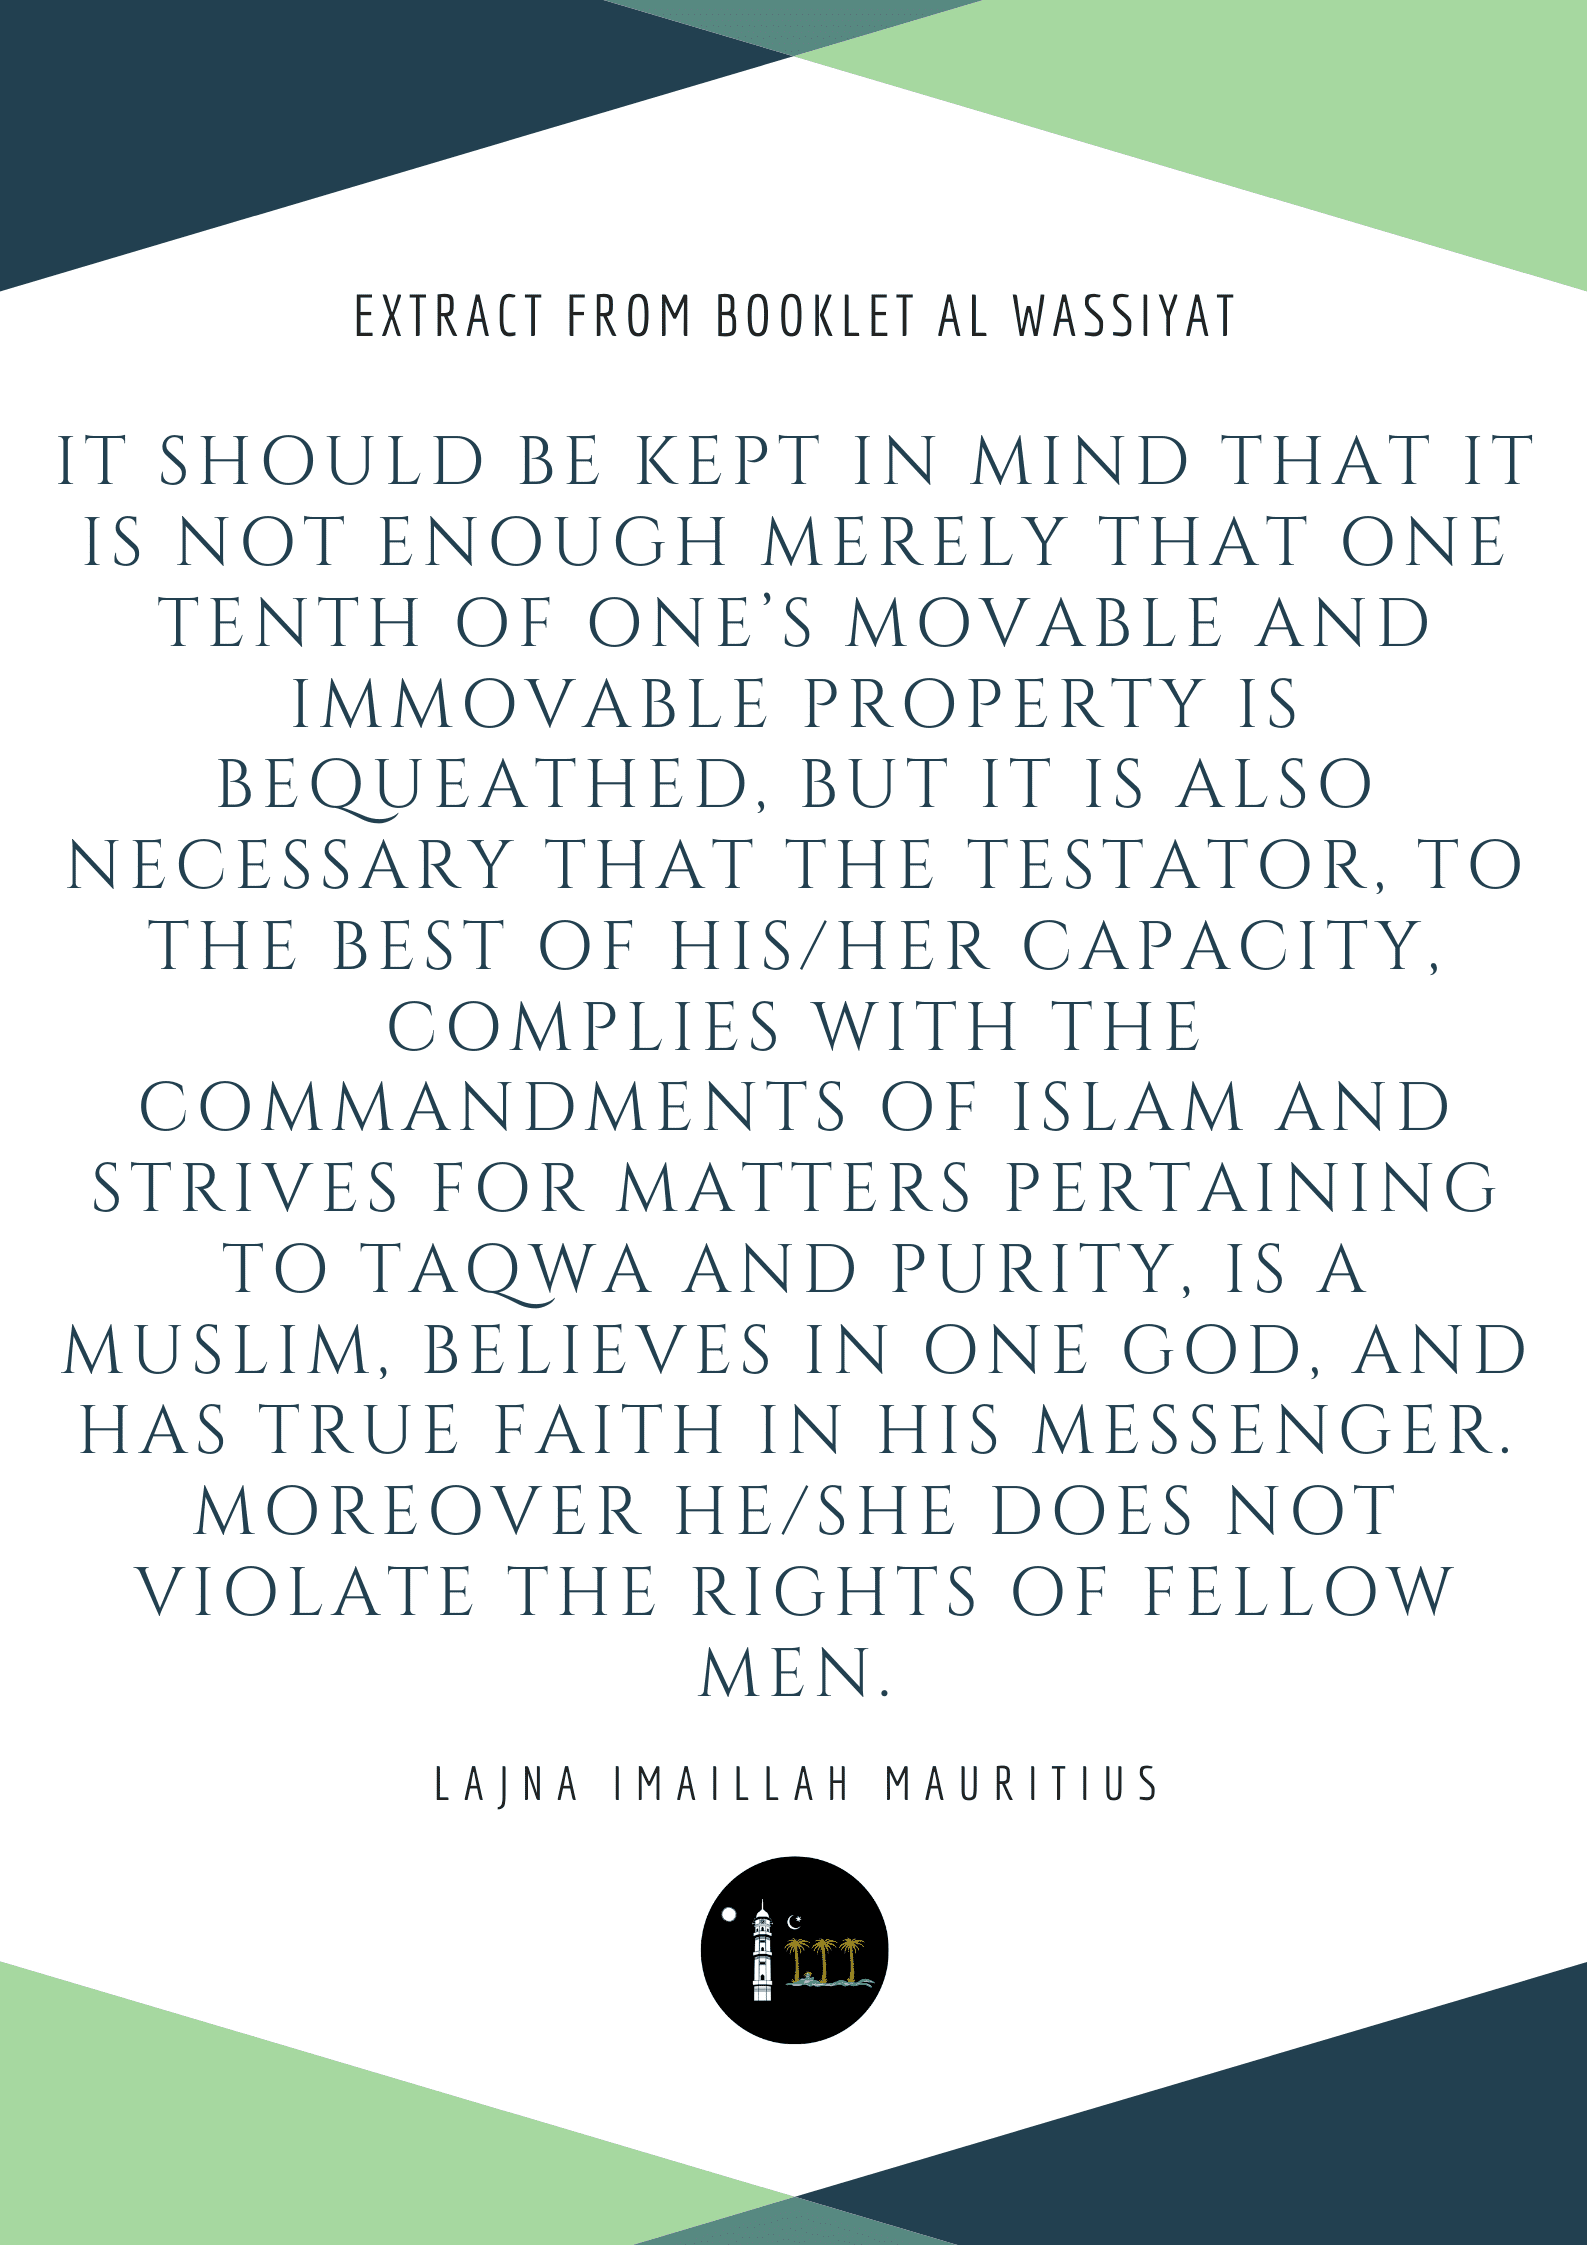 EXTRACT FROM BOOKLET AL WASSIYAT
IT SHOULD BE KEPT IN MIND THAT IT
IS NOT ENOUGH MERELY THAT ONE
TENTH OF ONE’S MOVABLE AND
IMMOVABLE PROPERTY IS
BEQUEATHED, BUT IT IS ALSO
NECESSARY THAT THE TESTATOR, TO
THE BEST OF HIS/HER CAPACITY,
COMPLIES WITH THE
COMMANDMENTS OF ISLAM AND
STRIVES FOR MATTERS PERTAINING
TO TAQWA AND PURITY, IS A
MUSLIM, BELIEVES IN ONE GOD, AND
HAS TRUE FAITH IN HIS MESSENGER.
MOREOVER HE/SHE DOES NOT
VIOLATE THE RIGHTS OF FELLOW
MEN.
LAJNA IMAILLAH MAURITIUS